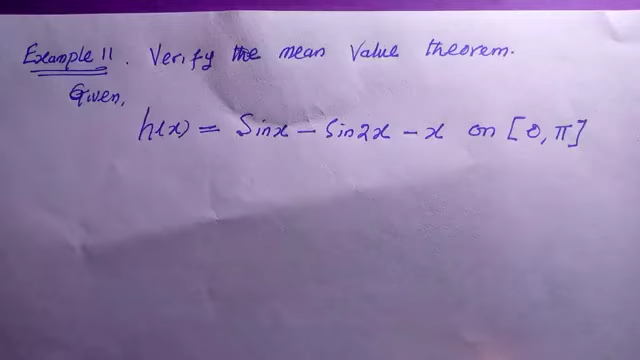 Example 11. Verify the mean value theorem.
Given,
h(x) = Sinx - Sin2x - x on [0, π]